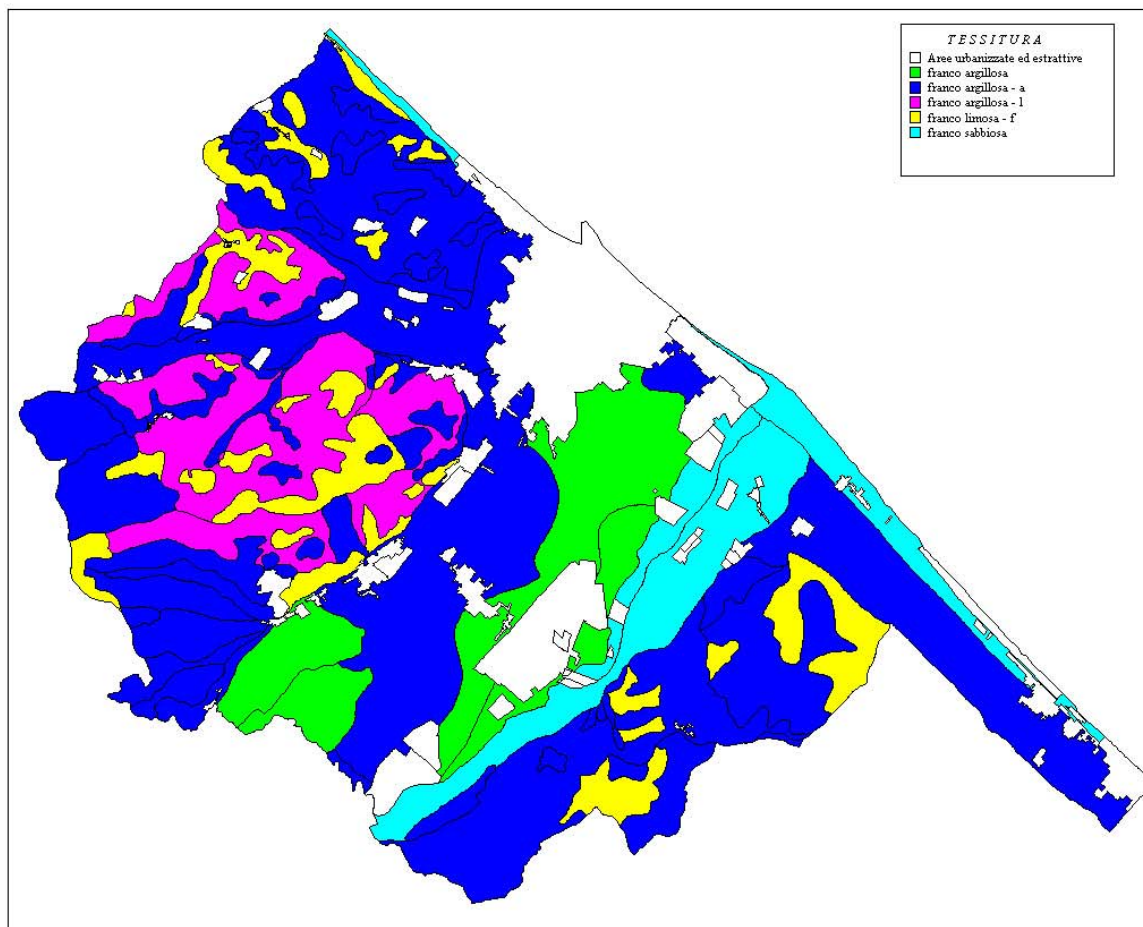 TESSITURA
Aree urbanizzate ed estrattive
franco argillosa
franco argillosa - a
franco argillosa - l
franco limosa - f
franco sabbiosa